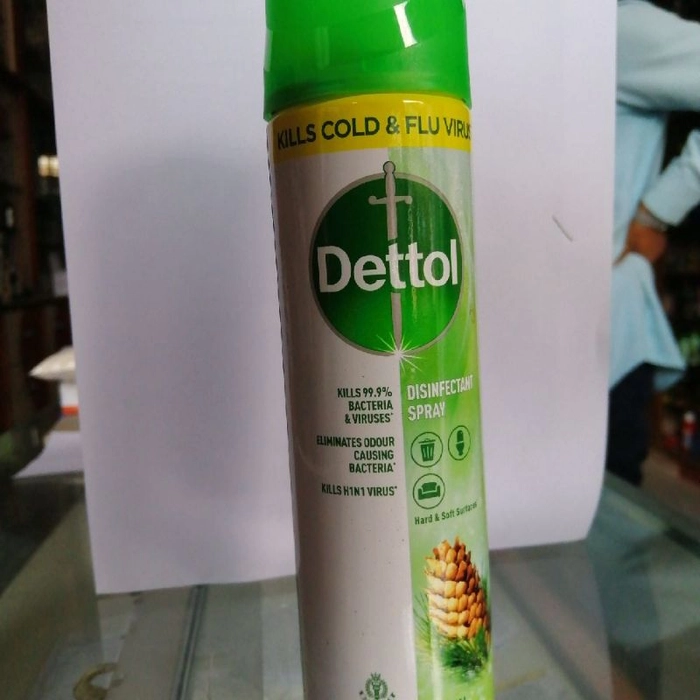 KILLS COLD & FLU VIRUS
Dettol
KILLS 99.9%
BACTERIA
& VIRUSES*
ELIMINATES ODOUR
CAUSING
BACTERIA*
KILLS H1N1 VIRUS*
DISINFECTANT
SPRAY
Hard & Soft Surfaces